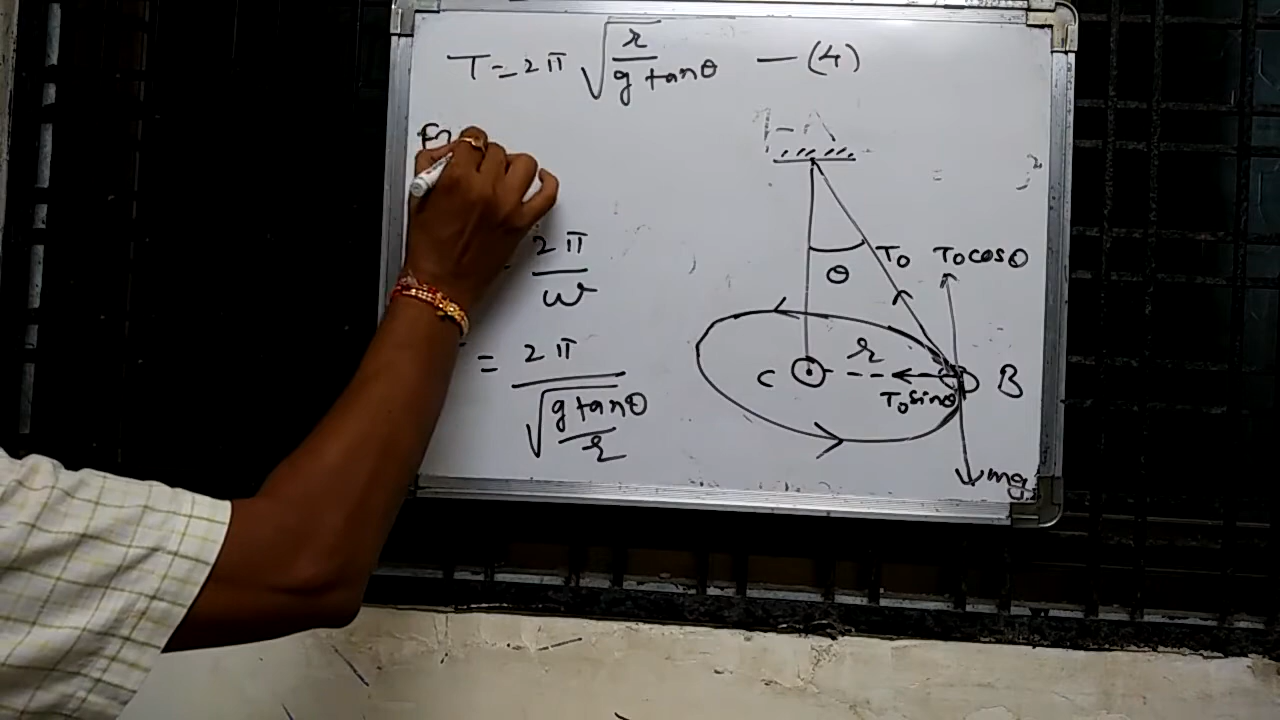 T = 2π √(r / g tanθ) — (4)
= 2π / ω
= 2π / √(g tanθ / r)
θ
T₀
T₀cosθ
C
r
B
T₀sinθ
mg